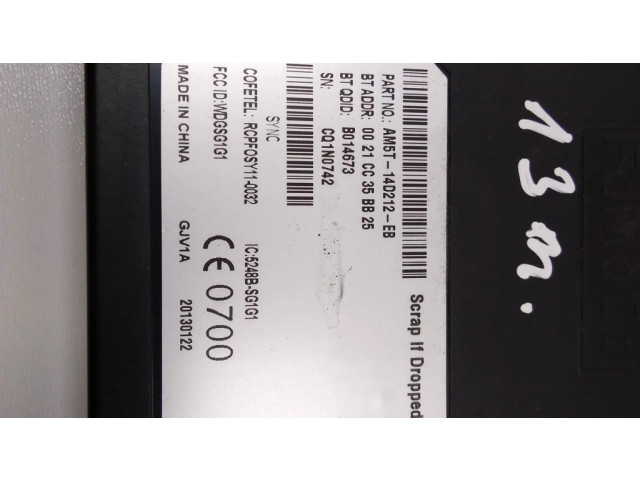 13 m.
Scrap If Dropped
PART NO.: AM5T-14D212-EB
BT ADDR: 00 21 CC 35 BB 25
BT QDID: B014673
SN: CQ1N0742
SYNC
COFETEL: RCPFOSY11-0032 IC:5248B-SG1G1
FCC ID:WDGSG1G1
CE 0700
MADE IN CHINA GJV1A 20130122